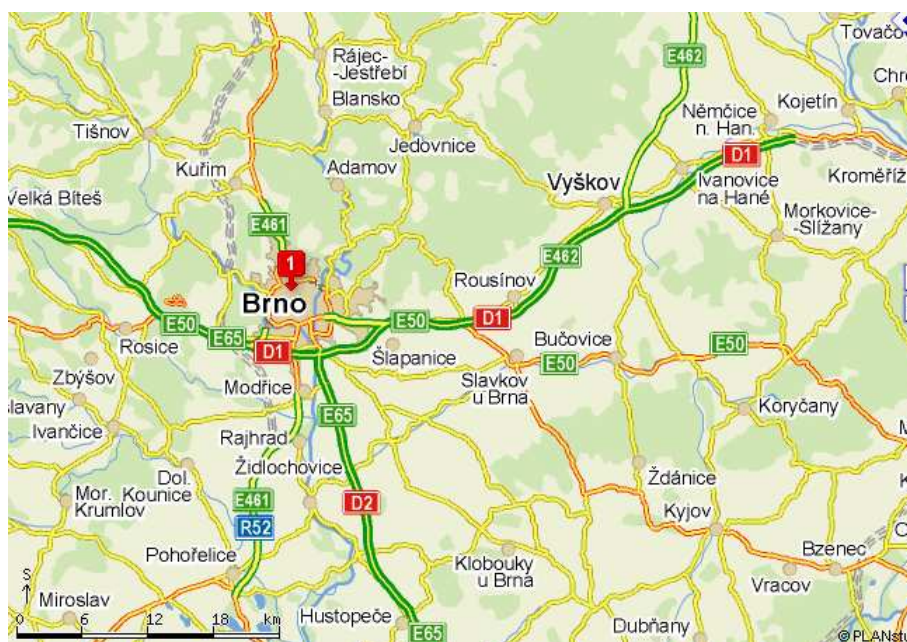 Tovačo
E462
Rájec-
-Jestřebí
E462
Blansko
Němčice
n. Han.
Kojetín
Chr
Tišnov
Jedovnice
D1
Kuřim
Adamov
Vyškov
Ivanovice
na Hané
Kroměříž
Velká Bíteš
E461
Morkovice-
-Slížany
1
E462
Rousínov
Brno
E50
E65
E50
D1
Rosice
D1
Šlapanice
Bučovice
E50
E50
Zbýšov
Modřice
Slavkov
u Brna
slavany
Ivančice
E65
Koryčany
Rajhrad
Židlochovice
Dol.
Kounice
Ždánice
Mor.
Krumlov
E461
D2
R52
Kyjov
Pohořelice
Klobouky
u Brna
Bzenec
Vracov
S
Miroslav
0 6 12 18 km
Hustopeče
E65
Dubňany
© PLANstu